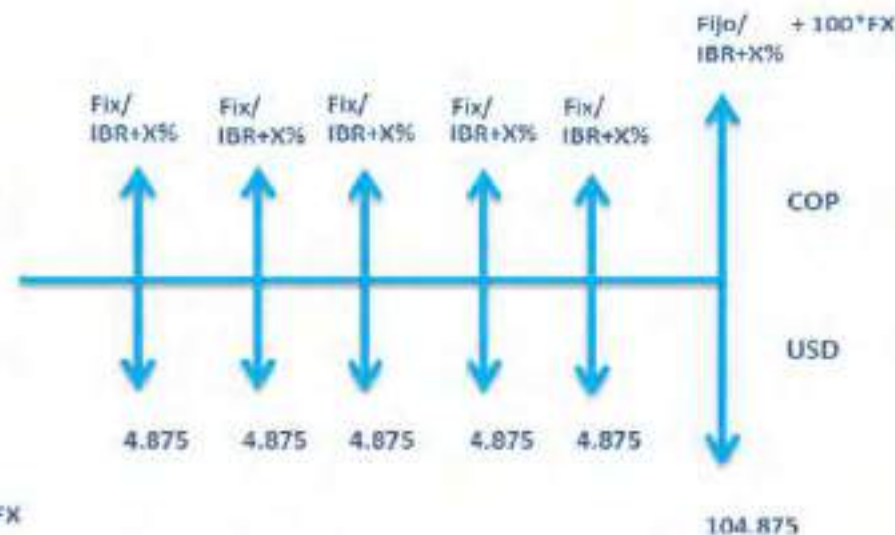 Fijo/ + 100*FX
IBR+X%
Fix/ Fix/ Fix/ Fix/ Fix/
IBR+X% IBR+X% IBR+X% IBR+X% IBR+X%
COP
USD
4.875 4.875 4.875 4.875 4.875
FX
104.875